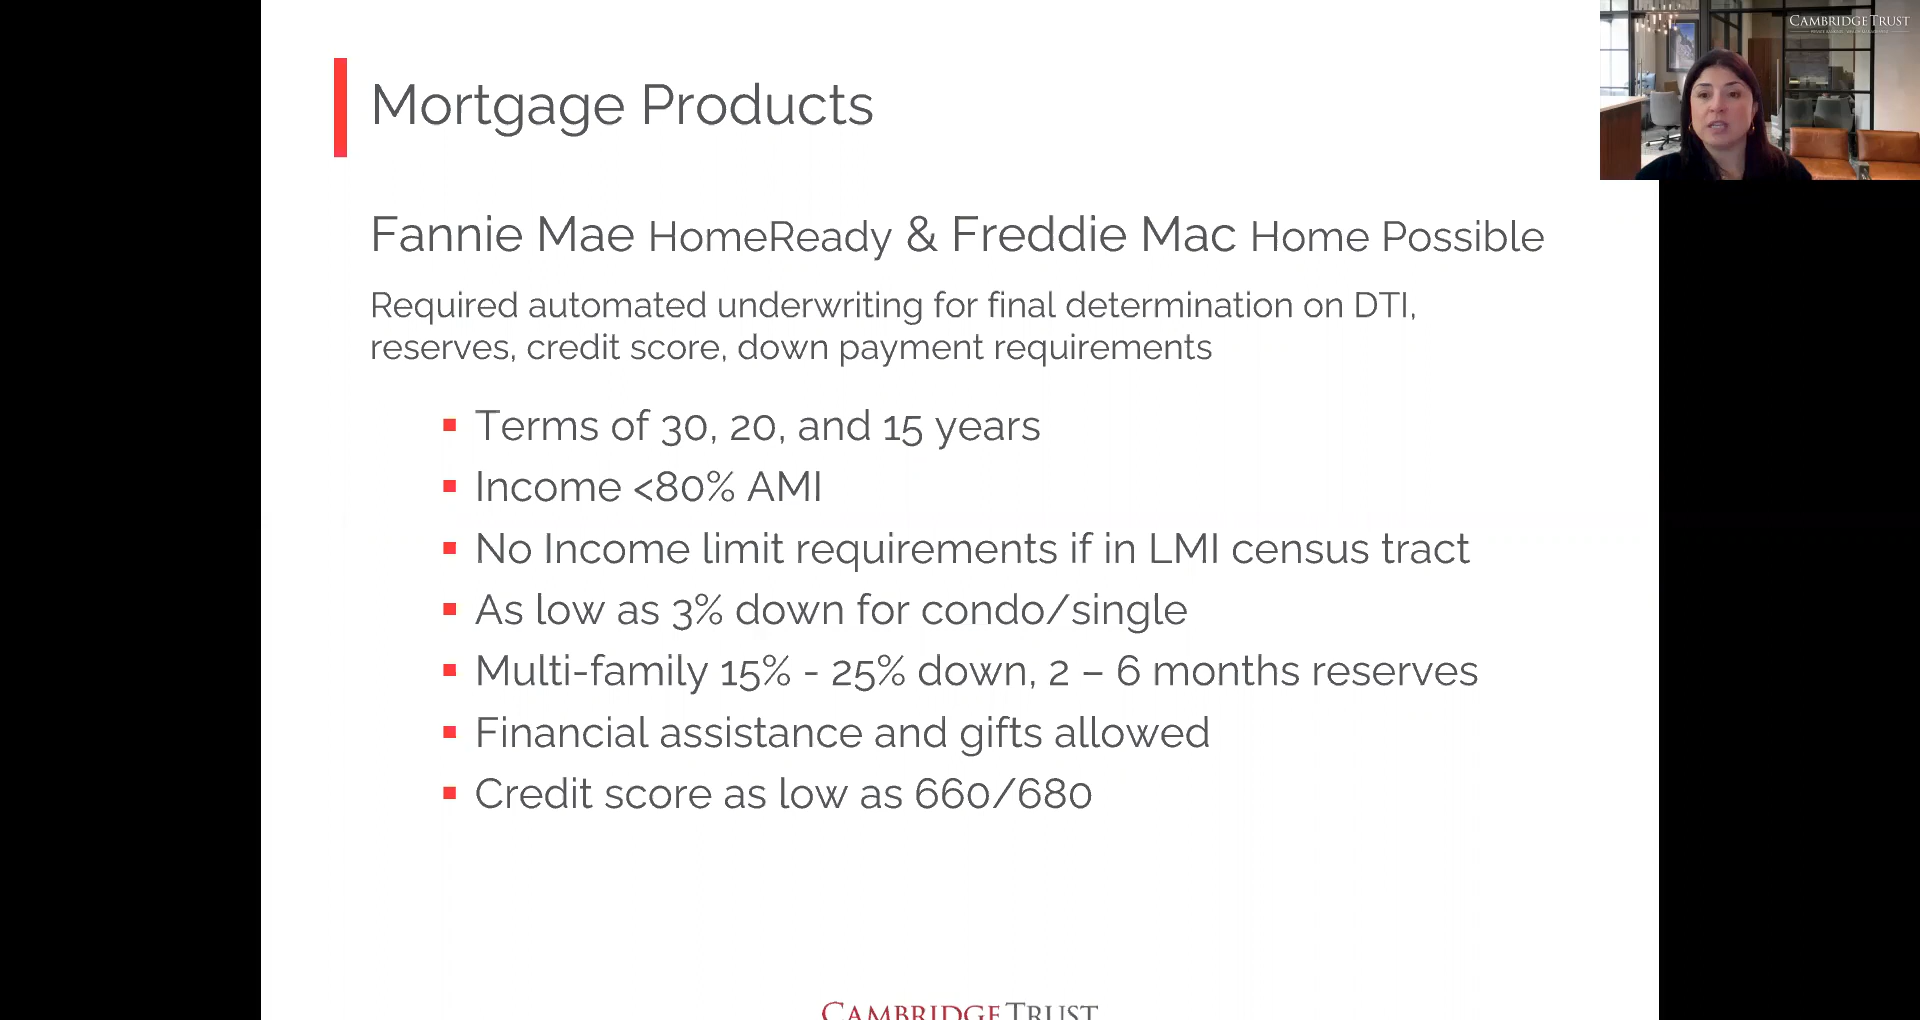 Mortgage Products
CAMBRIDGE TRUST
Fannie Mae HomeReady & Freddie Mac Home Possible
Required automated underwriting for final determination on DTI,
reserves, credit score, down payment requirements
▪ Terms of 30, 20, and 15 years
▪ Income <80% AMI
▪ No Income limit requirements if in LMI census tract
▪ As low as 3% down for condo/single
▪ Multi-family 15% - 25% down, 2 – 6 months reserves
▪ Financial assistance and gifts allowed
▪ Credit score as low as 660/680
CAMBRIDGE TRUST